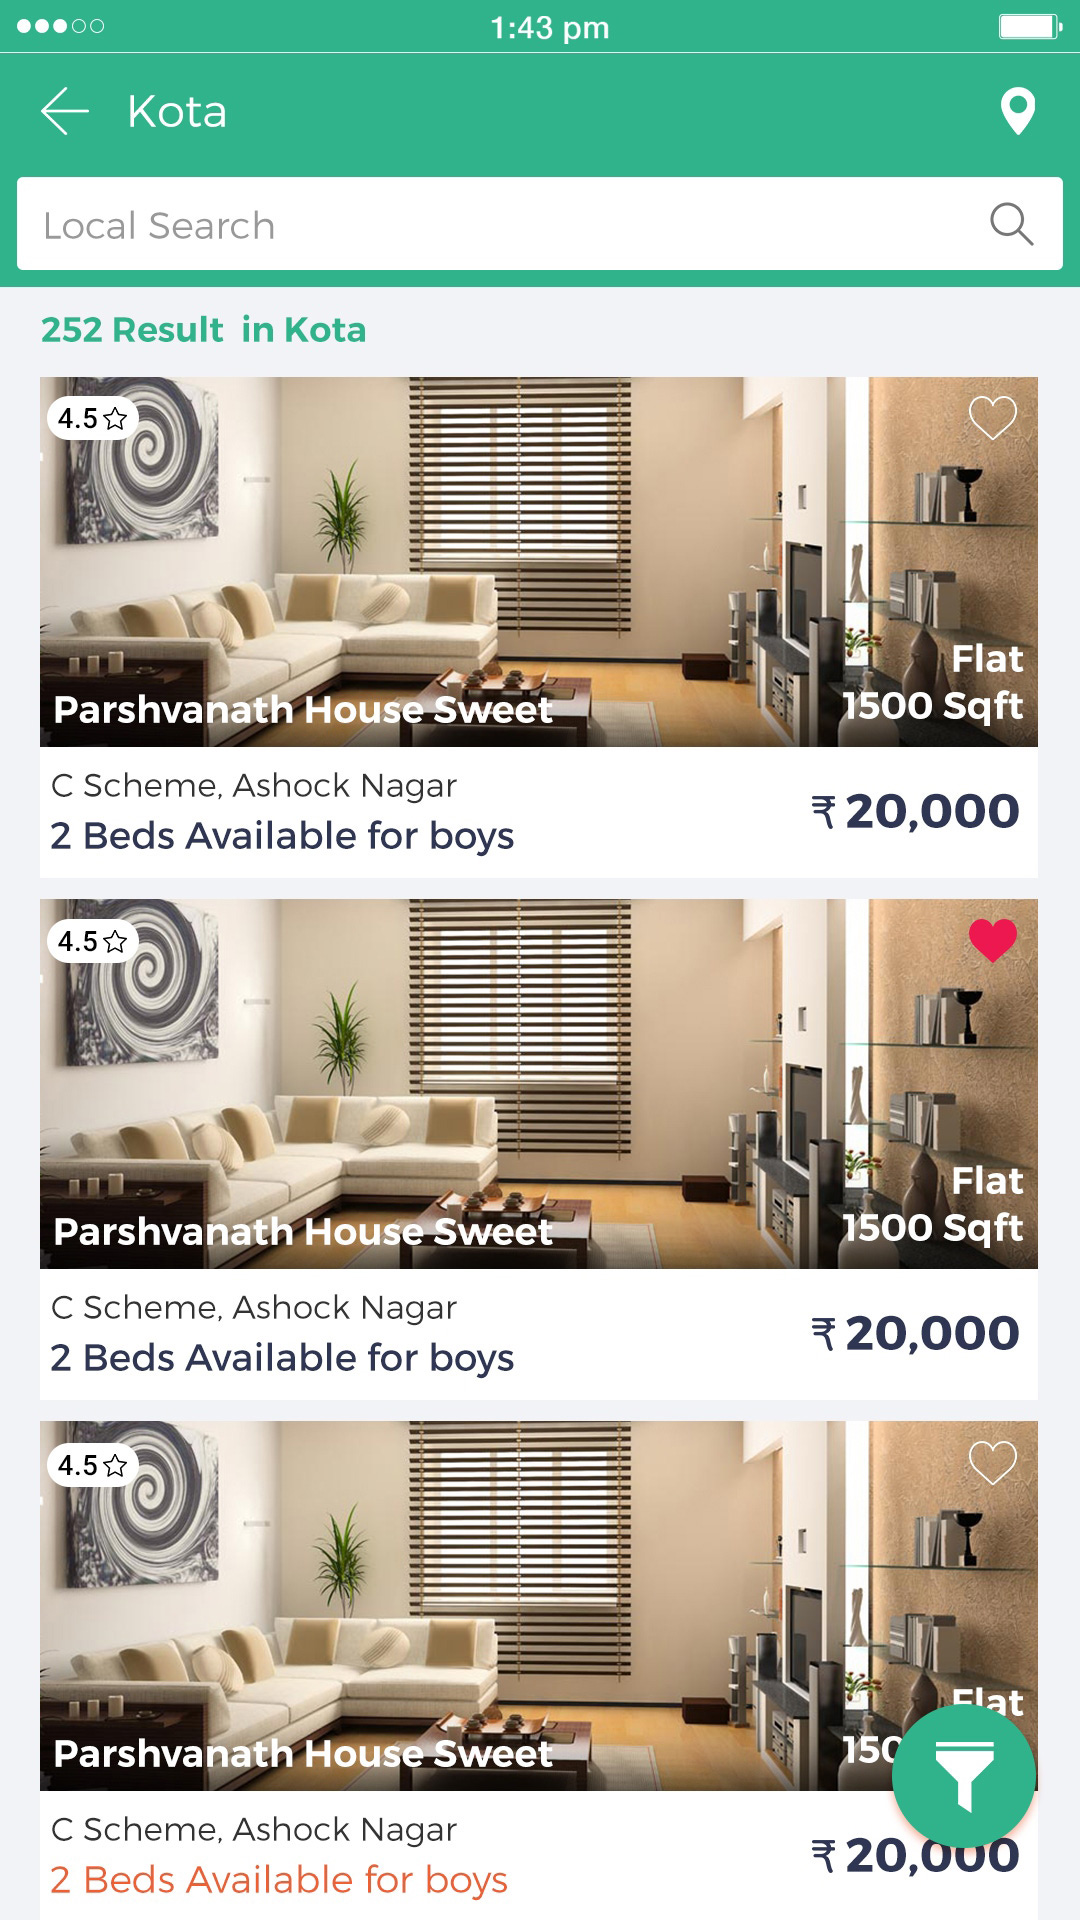 1:43 pm
Kota
Local Search
252 Result in Kota
4.5
Flat
Parshvanath House Sweet
1500 Sqft
C Scheme, Ashock Nagar
₹ 20,000
2 Beds Available for boys
4.5
Flat
Parshvanath House Sweet
1500 Sqft
C Scheme, Ashock Nagar
₹ 20,000
2 Beds Available for boys
4.5
Flat
Parshvanath House Sweet
150
C Scheme, Ashock Nagar
₹ 20,000
2 Beds Available for boys